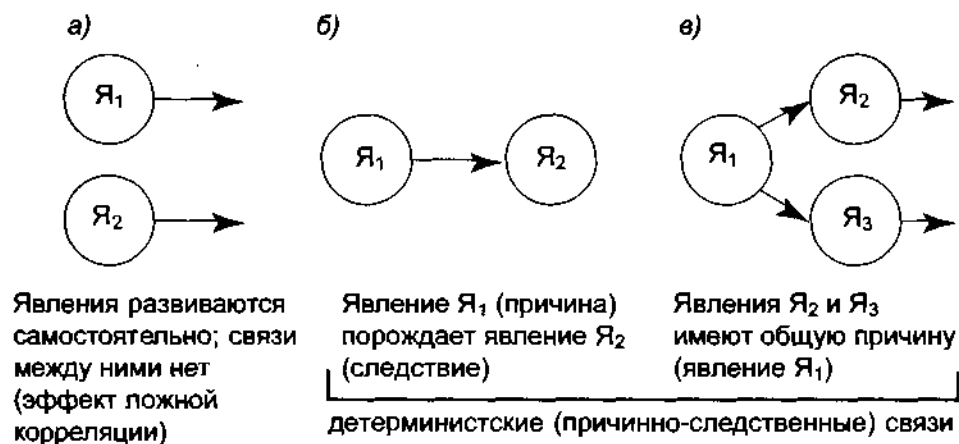 а)
Я₁
Я₂
Явления развиваются
самостоятельно; связи
между ними нет
(эффект ложной
корреляции)
б)
Я₁
Я₂
Явление Я₁ (причина)
порождает явление Я₂
(следствие)
в)
Я₁
Я₂
Я₃
Явления Я₂ и Я₃
имеют общую причину
(явление Я₁)
детерминистские (причинно-следственные) связи